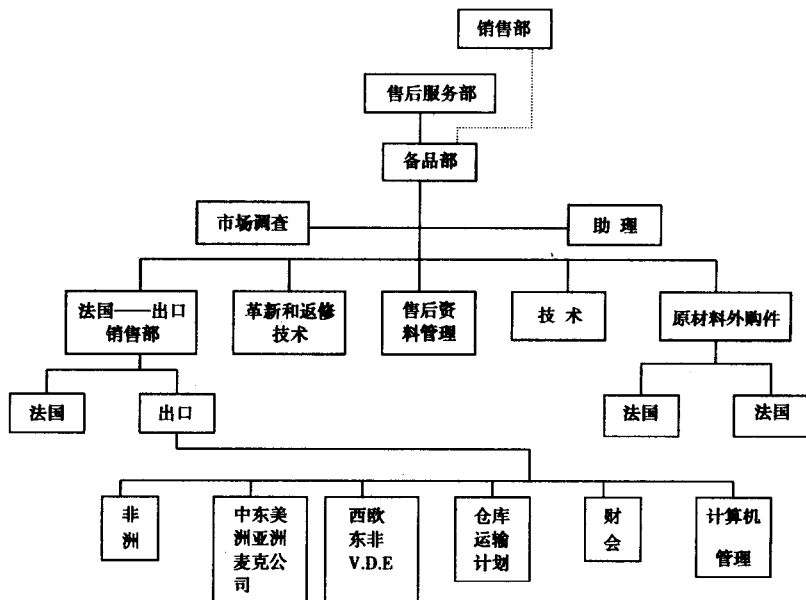 销售部
售后服务部
备品部
市场调查
助 理
法国——出口
销售部
革新和返修
技术
售后资
料管理
技 术
原材料外购件
法国
出口
法国
法国
非
洲
中东美
洲亚洲
麦克公
司
西欧
东非
V.D.E
仓库
运输
计划
财
会
计算机
管理